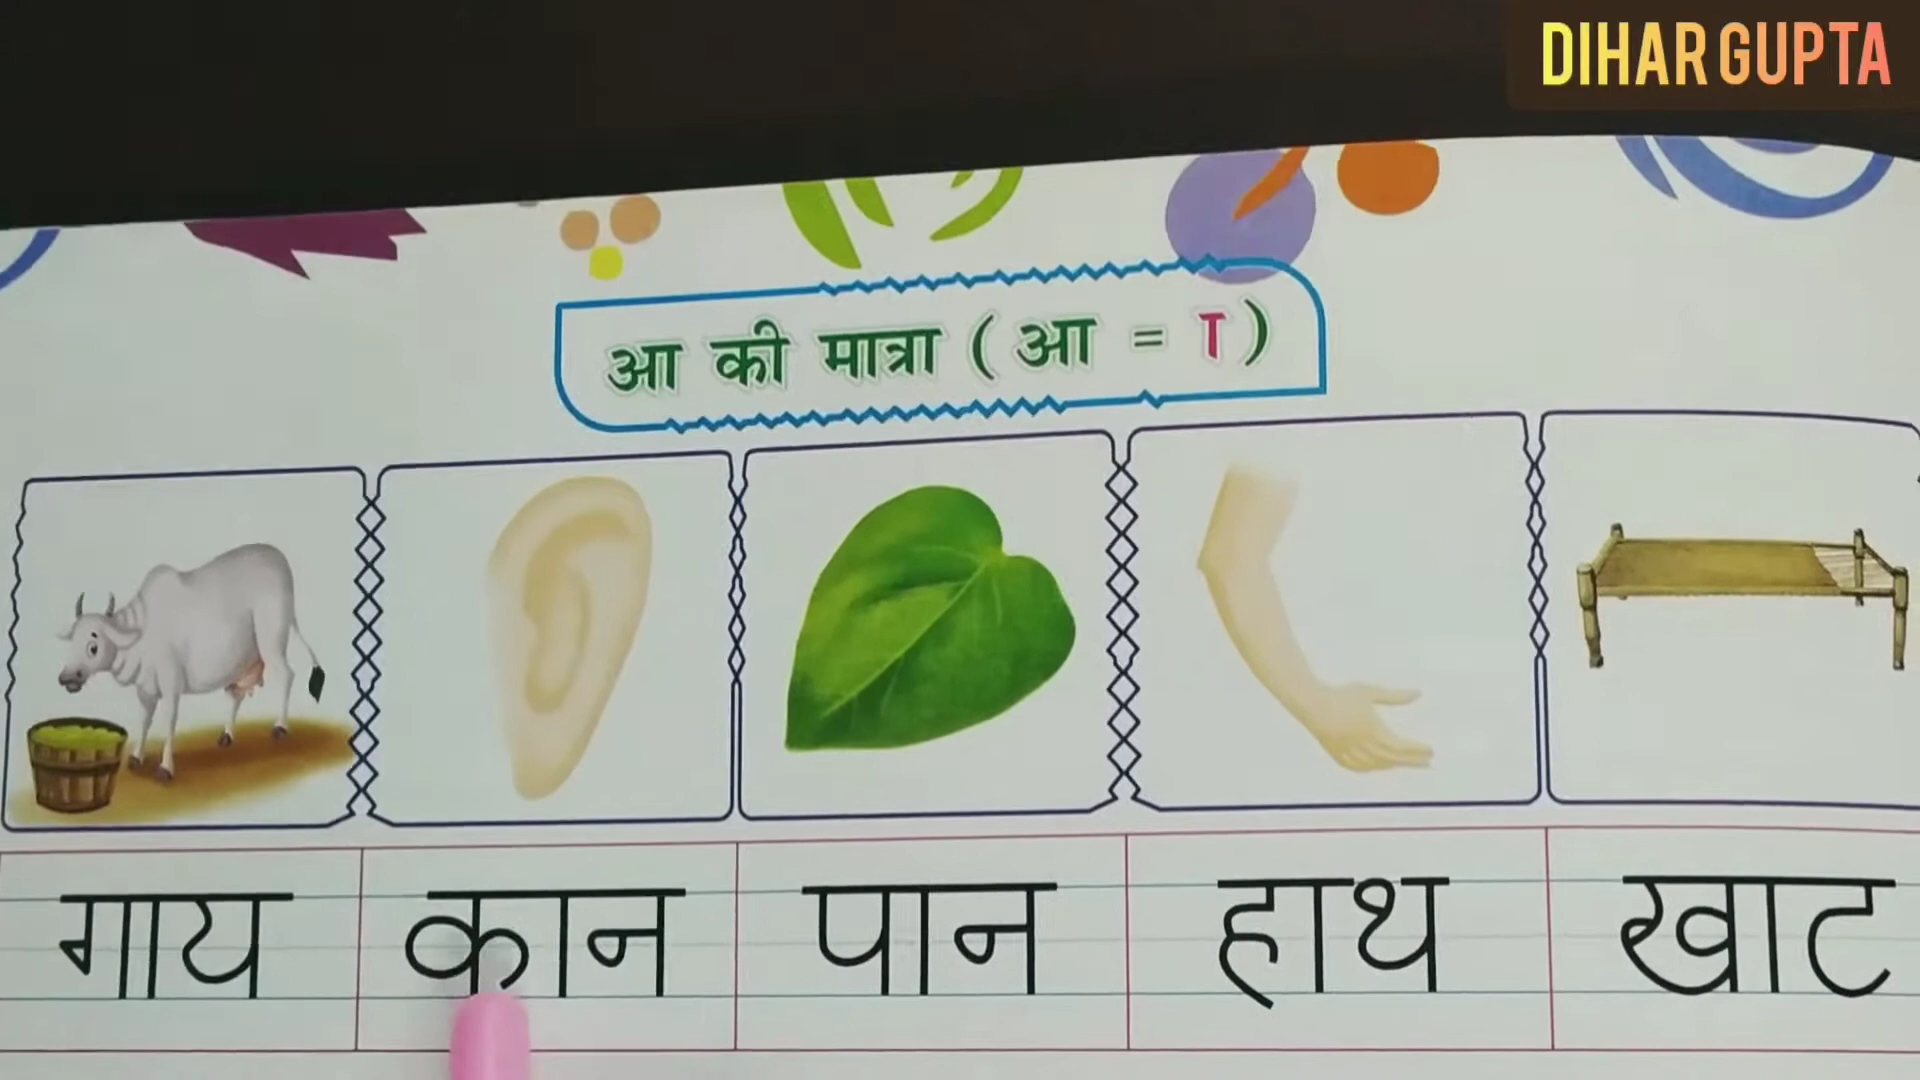 DIHAR GUPTA
आ की मात्रा ( आ = ा )
गाय कान पान हाथ खाट